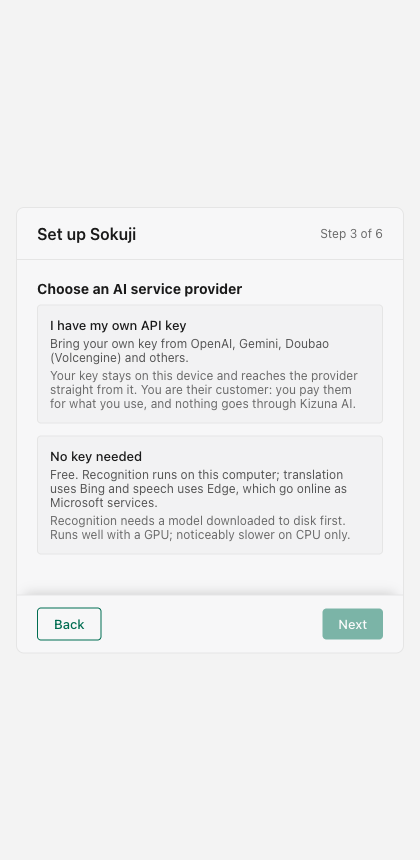 Set up Sokuji
Step 3 of 6
Choose an AI service provider
I have my own API key
Bring your own key from OpenAI, Gemini, Doubao
(Volcengine) and others.
Your key stays on this device and reaches the provider
straight from it. You are their customer: you pay them
for what you use, and nothing goes through Kizuna AI.
No key needed
Free. Recognition runs on this computer; translation
uses Bing and speech uses Edge, which go online as
Microsoft services.
Recognition needs a model downloaded to disk first.
Runs well with a GPU; noticeably slower on CPU only.
Back
Next